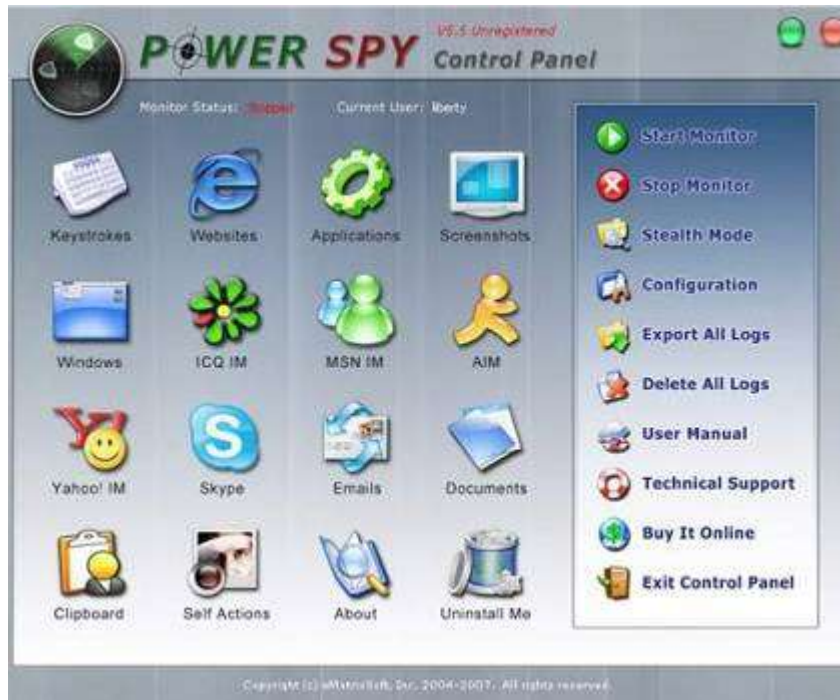 V5.5 Unregistered
POWER SPY Control Panel
Monitor Status: Stopped Current User: liberty
Keystrokes Websites Applications Screenshots
Windows ICQ IM MSN IM AIM
Yahoo! IM Skype Emails Documents
Clipboard Self Actions About Uninstall Me
Start Monitor
Stop Monitor
Stealth Mode
Configuration
Export All Logs
Delete All Logs
User Manual
Technical Support
Buy It Online
Exit Control Panel
Copyright (c) eMatrixSoft, Inc. 2004-2007. All rights reserved.